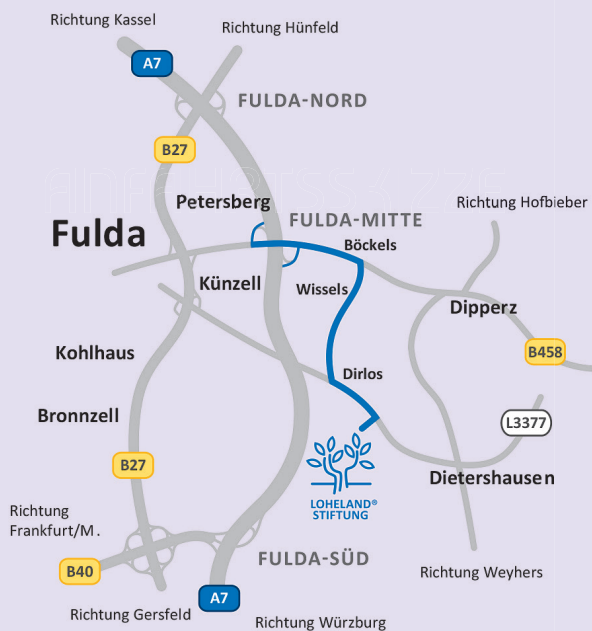 Richtung Kassel
Richtung Hünfeld
A7
FULDA-NORD
B27
ANFAHRTSSKIZZE
Petersberg
Richtung Hofbieber
FULDA-MITTE
Fulda
Böckels
Künzell
Wissels
Dipperz
B458
Kohlhaus
Dirlos
Bronnzell
L3377
B27
Dietershausen
LOHELAND®
STIFTUNG
Richtung
Frankfurt/M.
FULDA-SÜD
B40
Richtung Weyhers
A7
Richtung Gersfeld
Richtung Würzburg